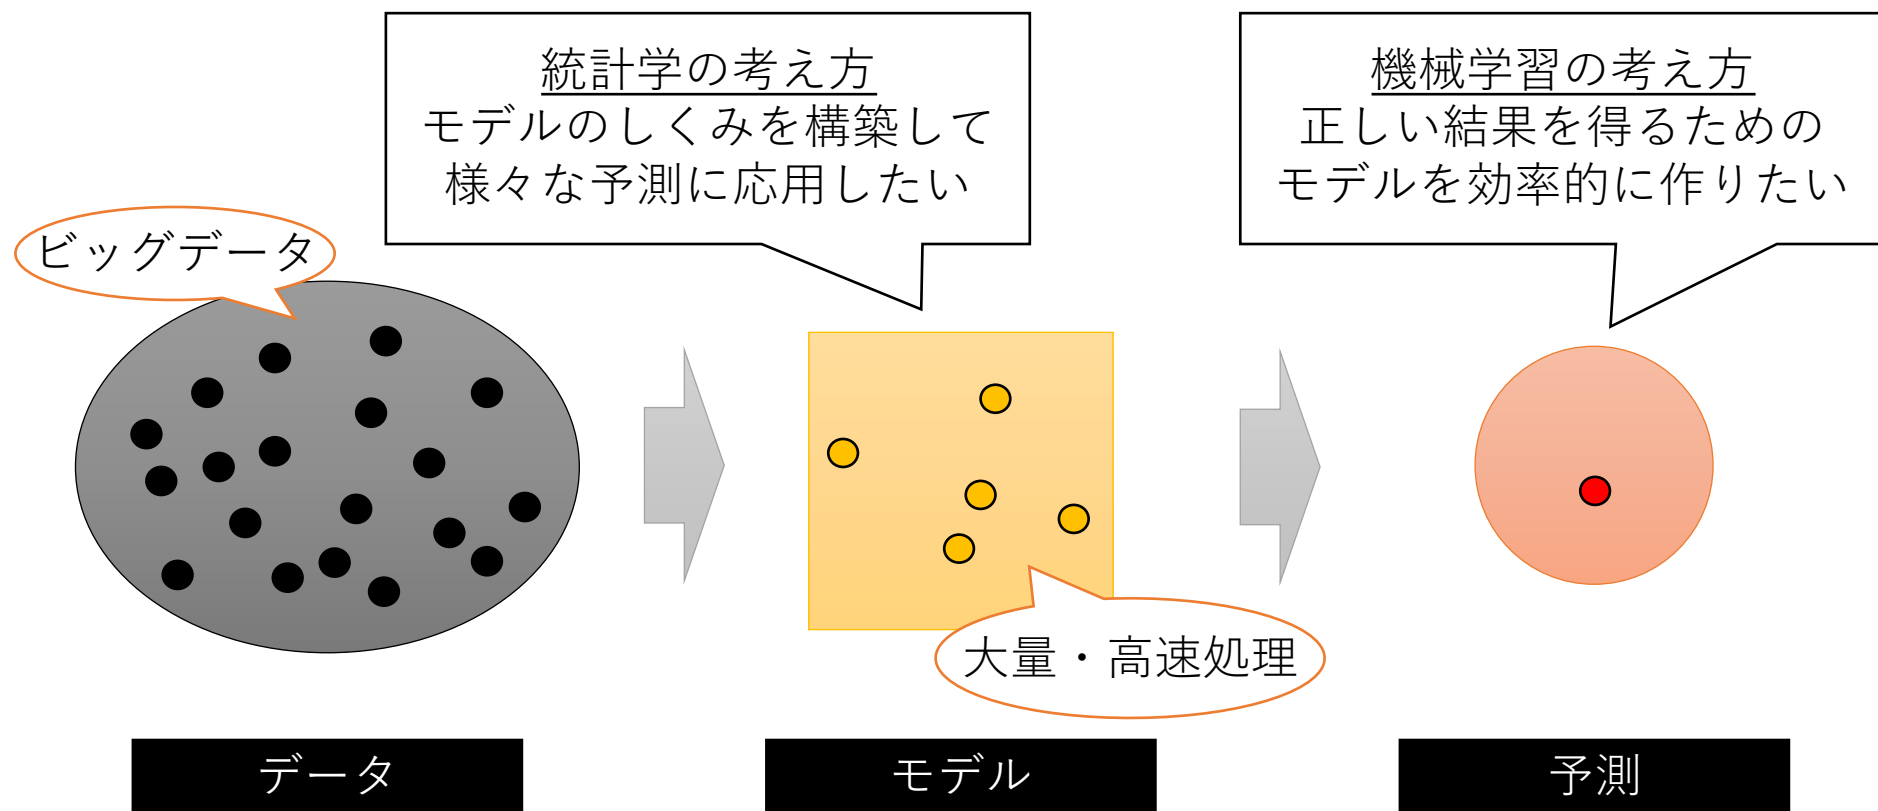 統計学の考え方
モデルのしくみを構築して
様々な予測に応用したい
機械学習の考え方
正しい結果を得るための
モデルを効率的に作りたい
ビッグデータ
大量・高速処理
データ
モデル
予測